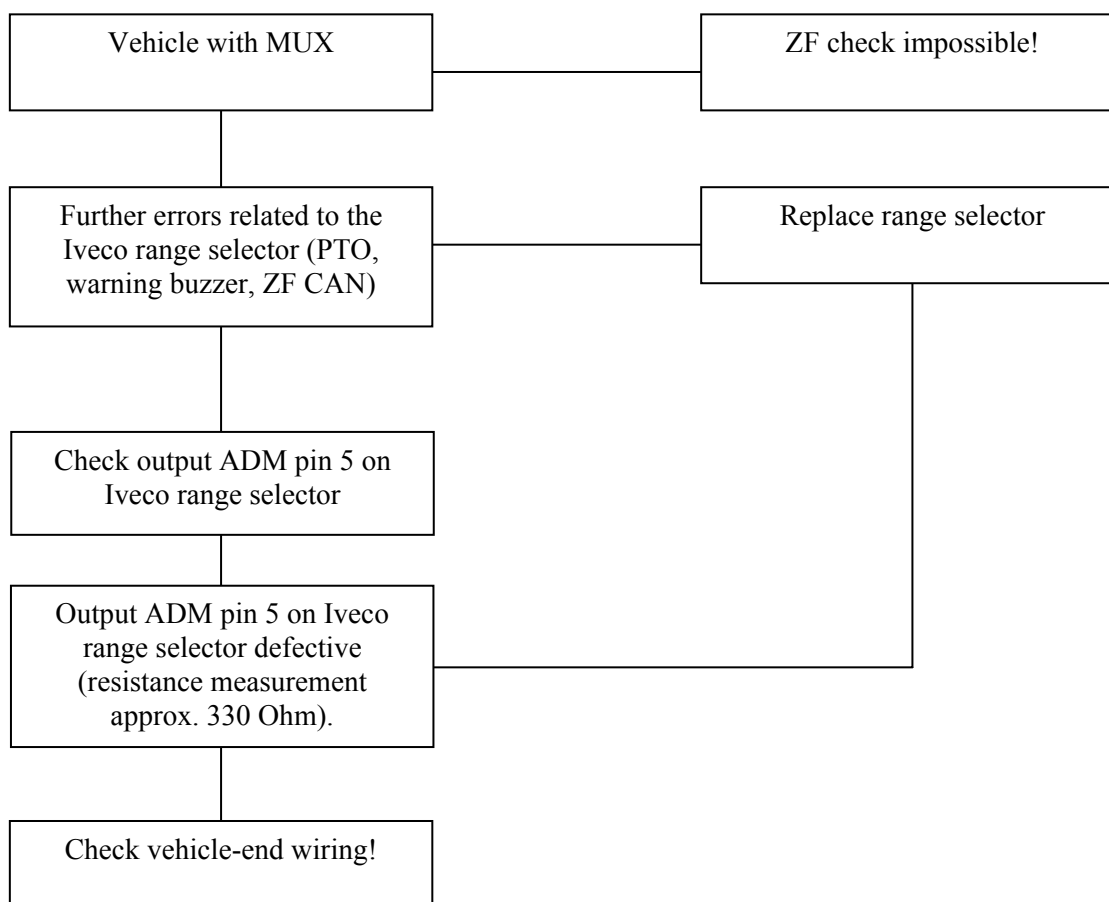 Vehicle with MUX
ZF check impossible!
Further errors related to the
Iveco range selector (PTO,
warning buzzer, ZF CAN)
Replace range selector
Check output ADM pin 5 on
Iveco range selector
Output ADM pin 5 on Iveco
range selector defective
(resistance measurement
approx. 330 Ohm).
Check vehicle-end wiring!